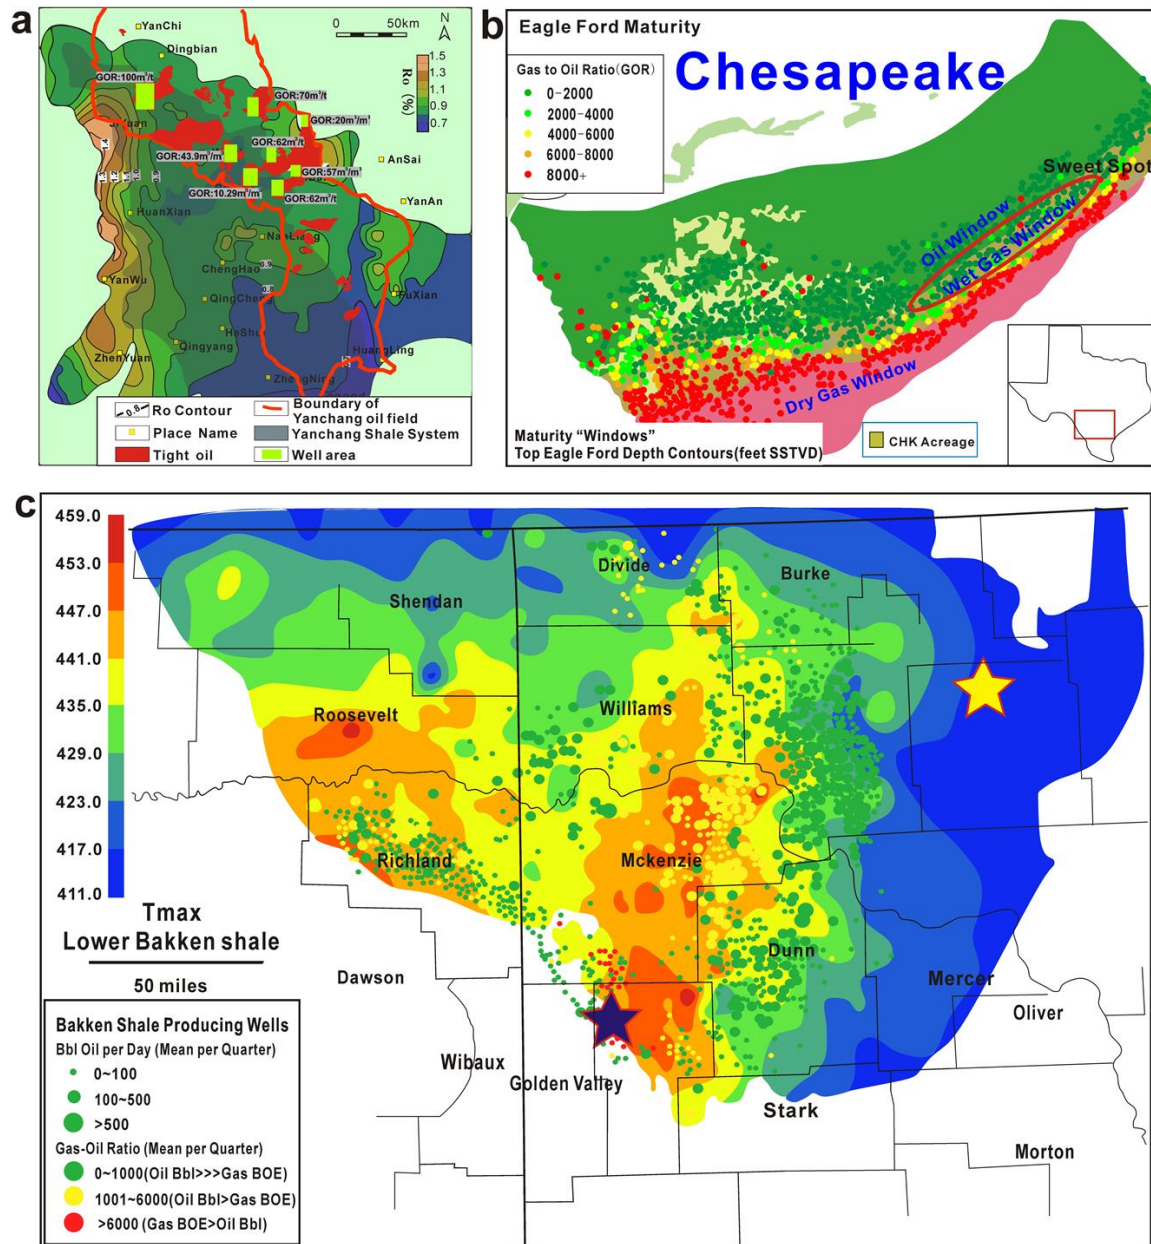 a
YanChi
Dingbian
0 50km
N
GOR:100m³/t
GOR:70m³/t
GOR:20m³/m³
GOR:62m³/t
GOR:43.9m³/m³
GOR:57m³/m³
GOR:10.29m³/m³
GOR:62m³/t
Ro (%)
1.5
1.3
1.1
0.9
0.7
AnSai
YanAn
HuanXian
NanLiang
ChengHao
0.9
0.8
YanWu
QingCheng
FuXian
HeShui
Qingyang
ZhenYuan
HuangLing
ZhengNing
0.8 Ro Contour
Boundary of
Yanchang oil field
Place Name
Yanchang Shale System
Tight oil
Well area
b
Eagle Ford Maturity
Chesapeake
Gas to Oil Ratio(GOR)
0-2000
2000-4000
4000-6000
6000-8000
8000+
Sweet Spot
Oil Window
Wet Gas Window
Dry Gas Window
Maturity “Windows”
Top Eagle Ford Depth Contours(feet SSTVD)
CHK Acreage
c
459.0
453.0
447.0
441.0
435.0
429.0
423.0
417.0
411.0
Tmax
Lower Bakken shale
50 miles
Divide
Burke
Shendan
Roosevelt
Williams
Richland
Mckenzie
Dunn
Dawson
Mercer
Oliver
Wibaux
Golden Valley
Stark
Morton
Bakken Shale Producing Wells
Bbl Oil per Day (Mean per Quarter)
0~100
100~500
>500
Gas-Oil Ratio (Mean per Quarter)
0~1000(Oil Bbl>>>Gas BOE)
1001~6000(Oil Bbl>Gas BOE)
>6000 (Gas BOE>Oil Bbl)